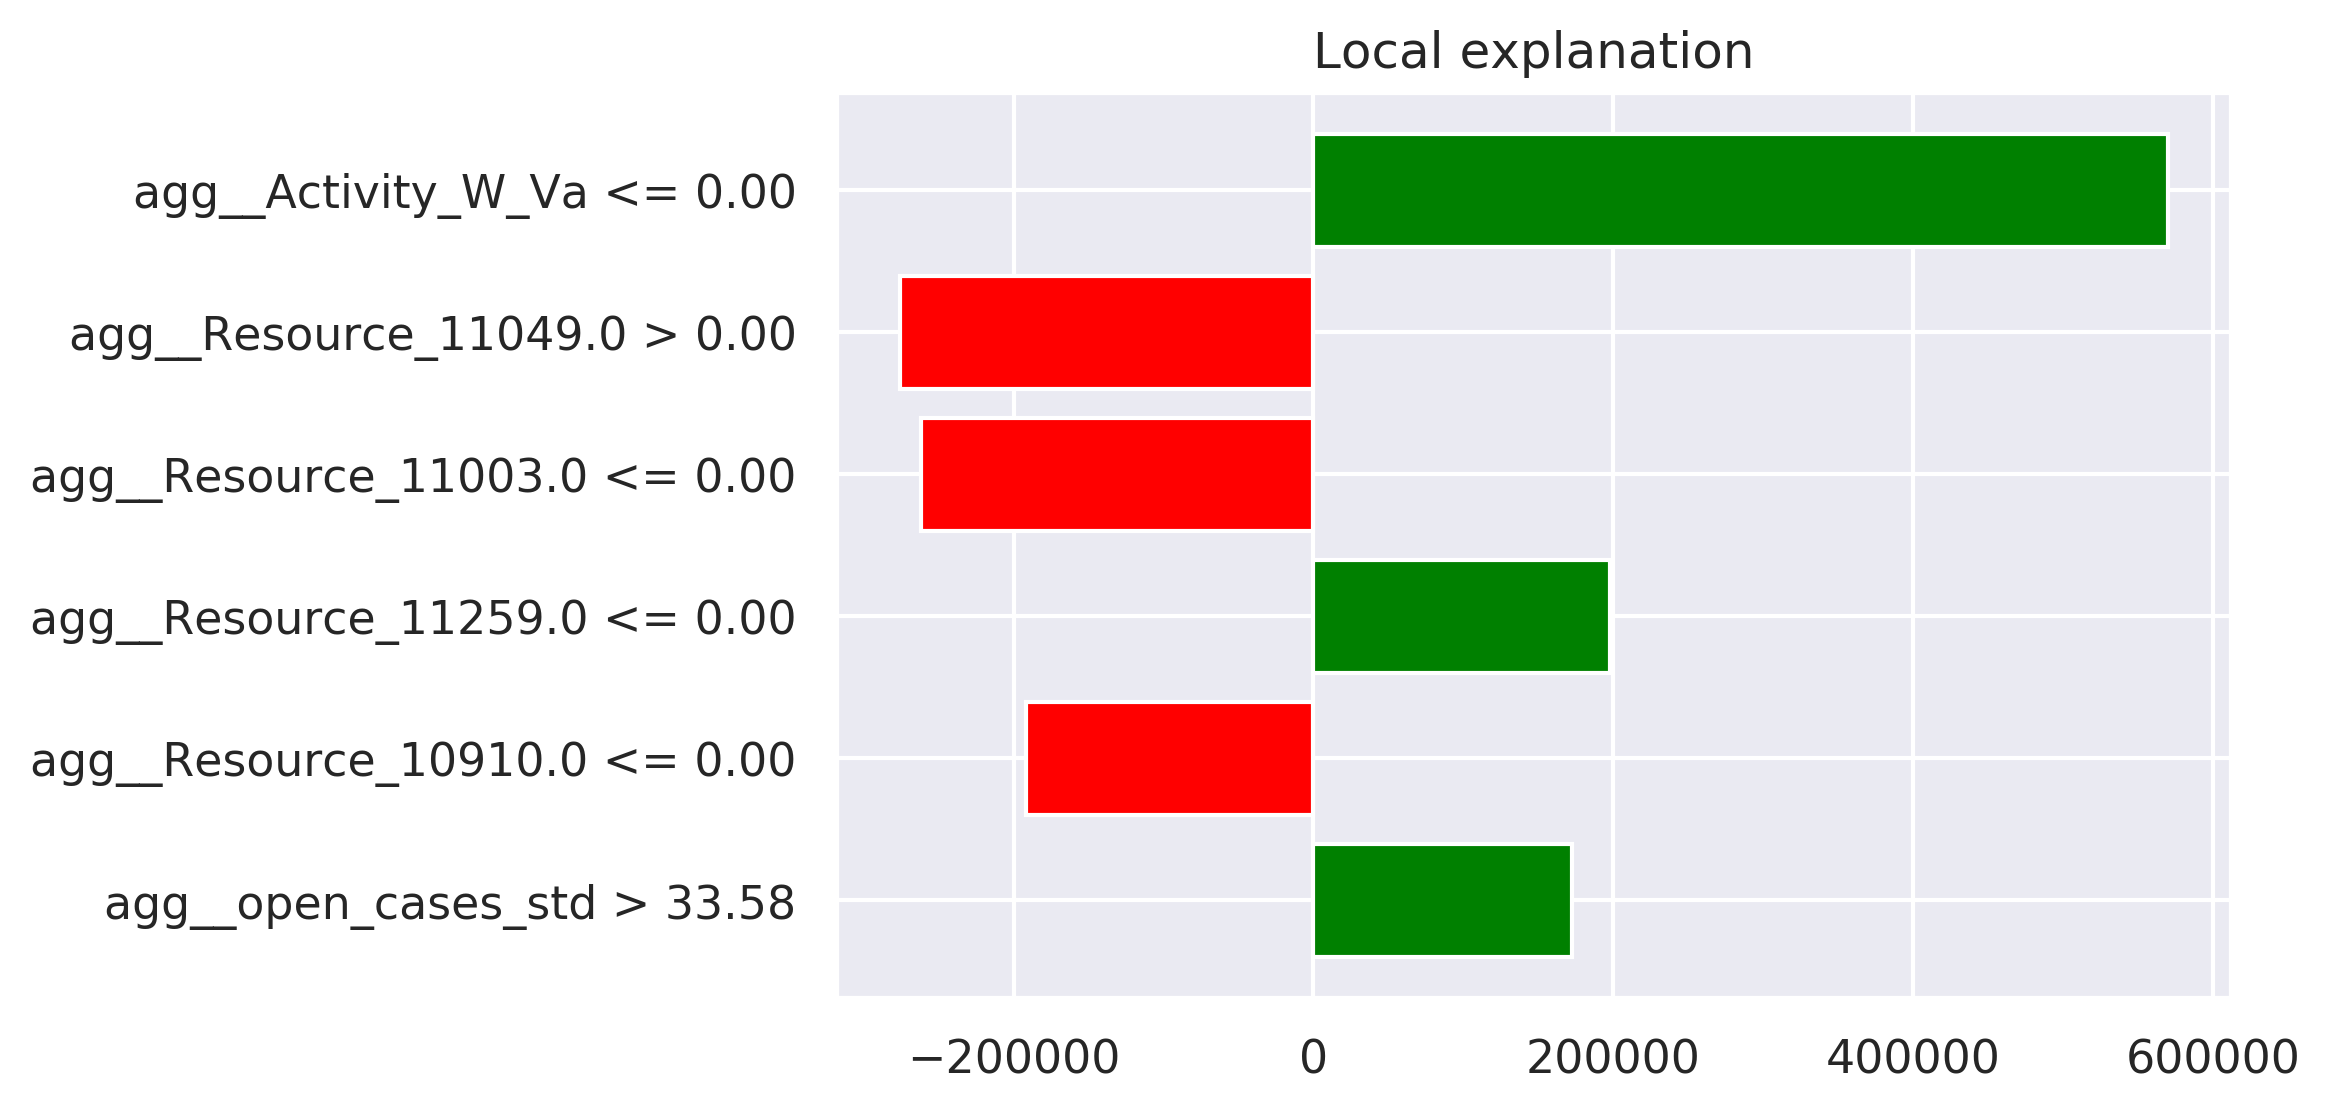 Local explanation
agg__Activity_W_Va <= 0.00
agg__Resource_11049.0 > 0.00
agg__Resource_11003.0 <= 0.00
agg__Resource_11259.0 <= 0.00
agg__Resource_10910.0 <= 0.00
agg__open_cases_std > 33.58
−200000 0 200000 400000 600000